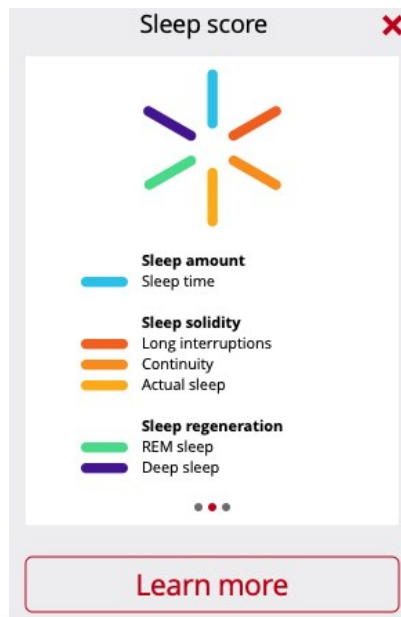 Sleep score
Sleep amount
Sleep time
Sleep solidity
Long interruptions
Continuity
Actual sleep
Sleep regeneration
REM sleep
Deep sleep
Learn more